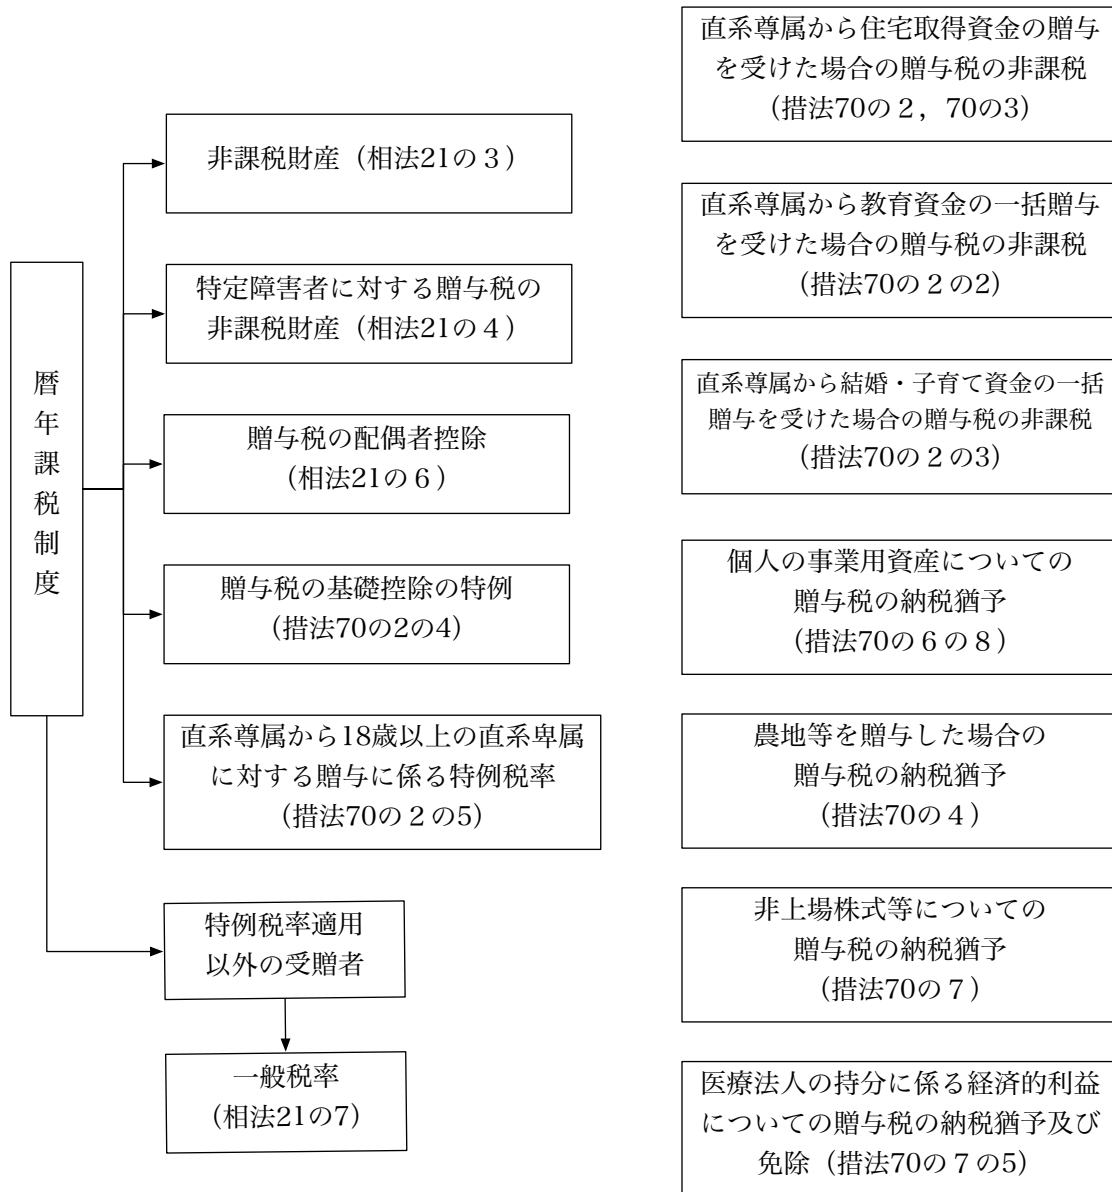 暦年課税制度
非課税財産（相法21の３）
特定障害者に対する贈与税の
非課税財産（相法21の４）
贈与税の配偶者控除
（相法21の６）
贈与税の基礎控除の特例
（措法70の2の4）
直系尊属から18歳以上の直系卑属
に対する贈与に係る特例税率
（措法70の２の5）
特例税率適用
以外の受贈者
一般税率
（相法21の7）
直系尊属から住宅取得資金の贈与
を受けた場合の贈与税の非課税
（措法70の２，70の3）
直系尊属から教育資金の一括贈与
を受けた場合の贈与税の非課税
（措法70の２の2）
直系尊属から結婚・子育て資金の一括
贈与を受けた場合の贈与税の非課税
（措法70の２の3）
個人の事業用資産についての
贈与税の納税猶予
（措法70の６の８）
農地等を贈与した場合の
贈与税の納税猶予
（措法70の４）
非上場株式等についての
贈与税の納税猶予
（措法70の７）
医療法人の持分に係る経済的利益
についての贈与税の納税猶予及び
免除（措法70の７の5）